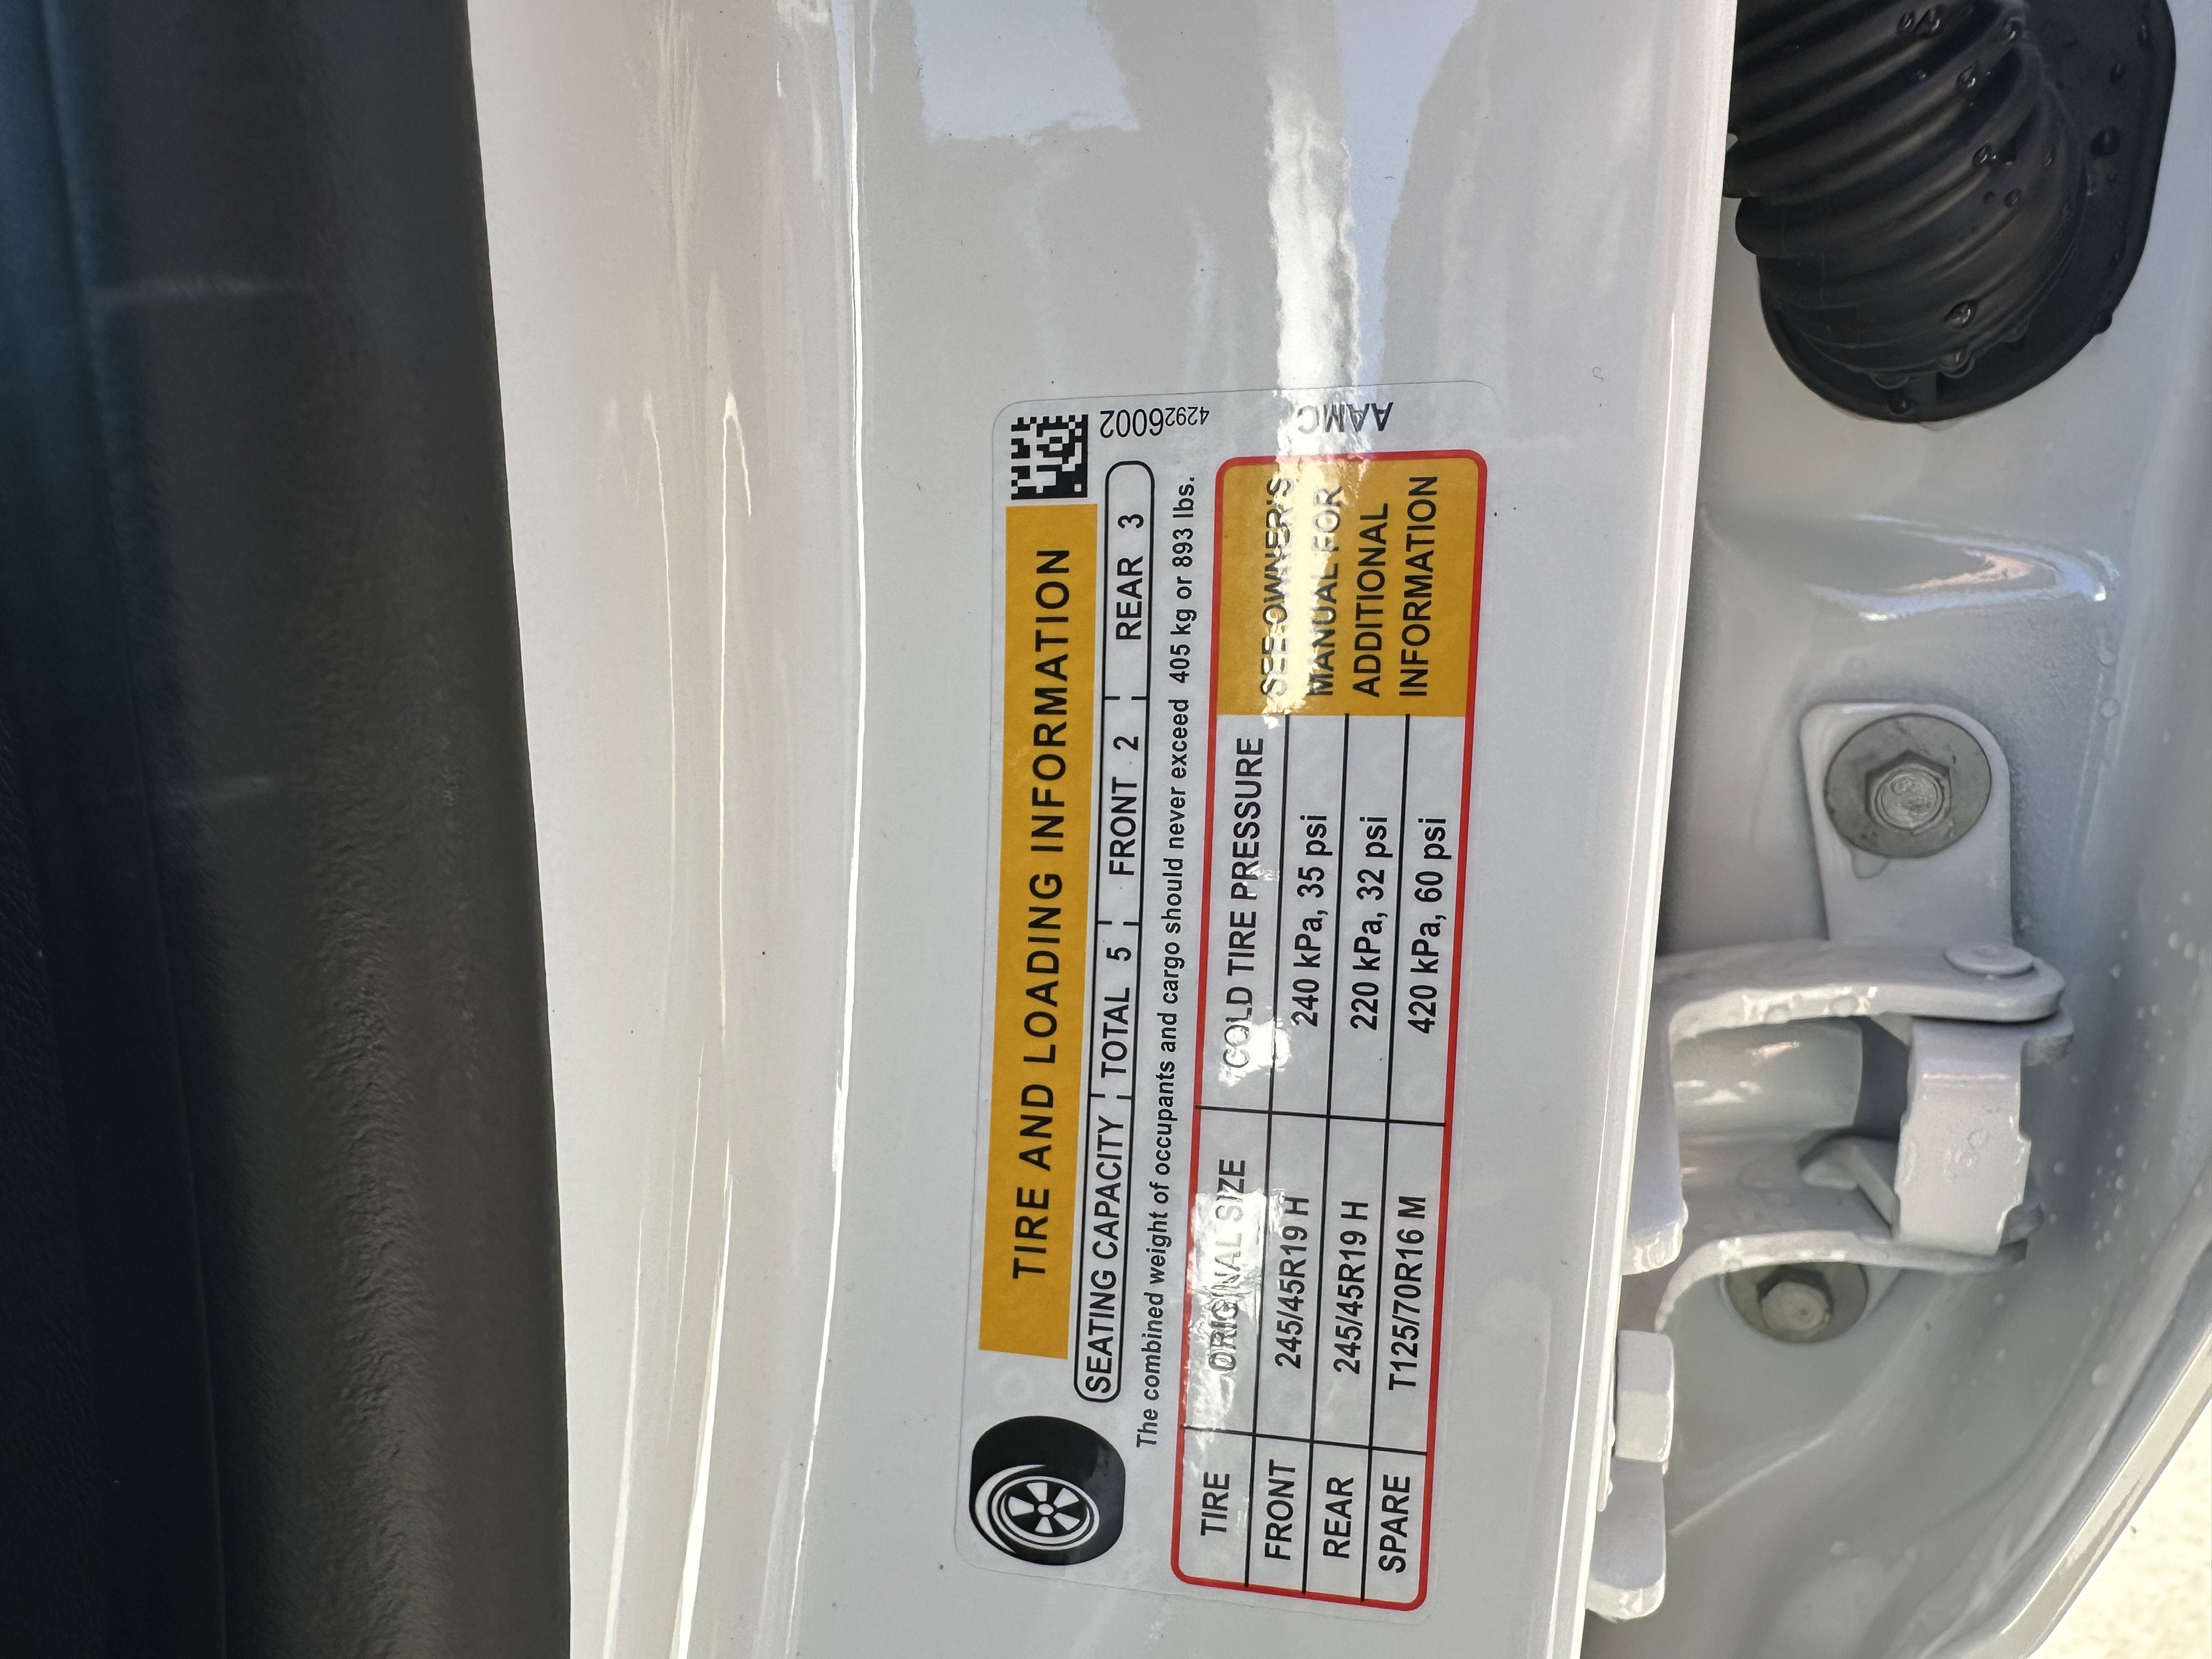 TIRE AND LOADING INFORMATION
SEATING CAPACITY TOTAL 5 FRONT 2 REAR 3
The combined weight of occupants and cargo should never exceed 405 kg or 893 lbs.
TIRE ORIGINAL SIZE COLD TIRE PRESSURE
FRONT 245/45R19 H 240 kPa, 35 psi
REAR 245/45R19 H 220 kPa, 32 psi
SPARE T125/70R16 M 420 kPa, 60 psi
SEE OWNER'S
MANUAL FOR
ADDITIONAL
INFORMATION
42926002
AAMC